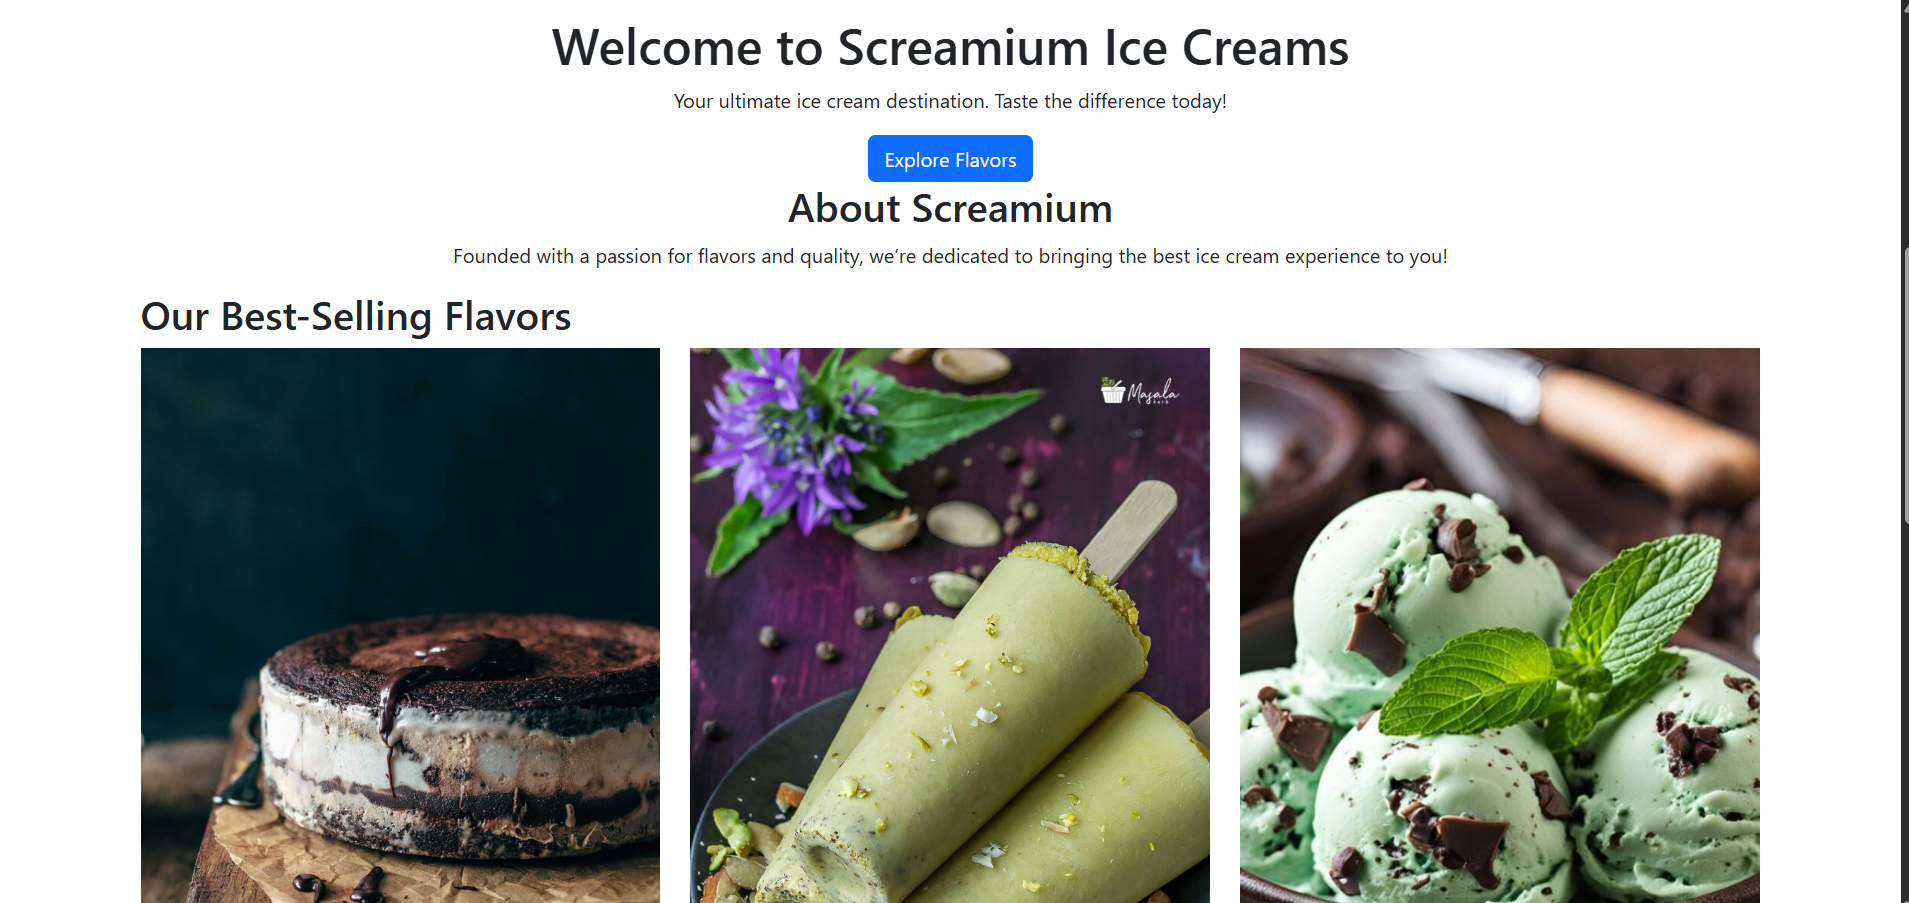 Welcome to Screamium Ice Creams
Your ultimate ice cream destination. Taste the difference today!
Explore Flavors
About Screamium
Founded with a passion for flavors and quality, we’re dedicated to bringing the best ice cream experience to you!
Our Best-Selling Flavors
Masala